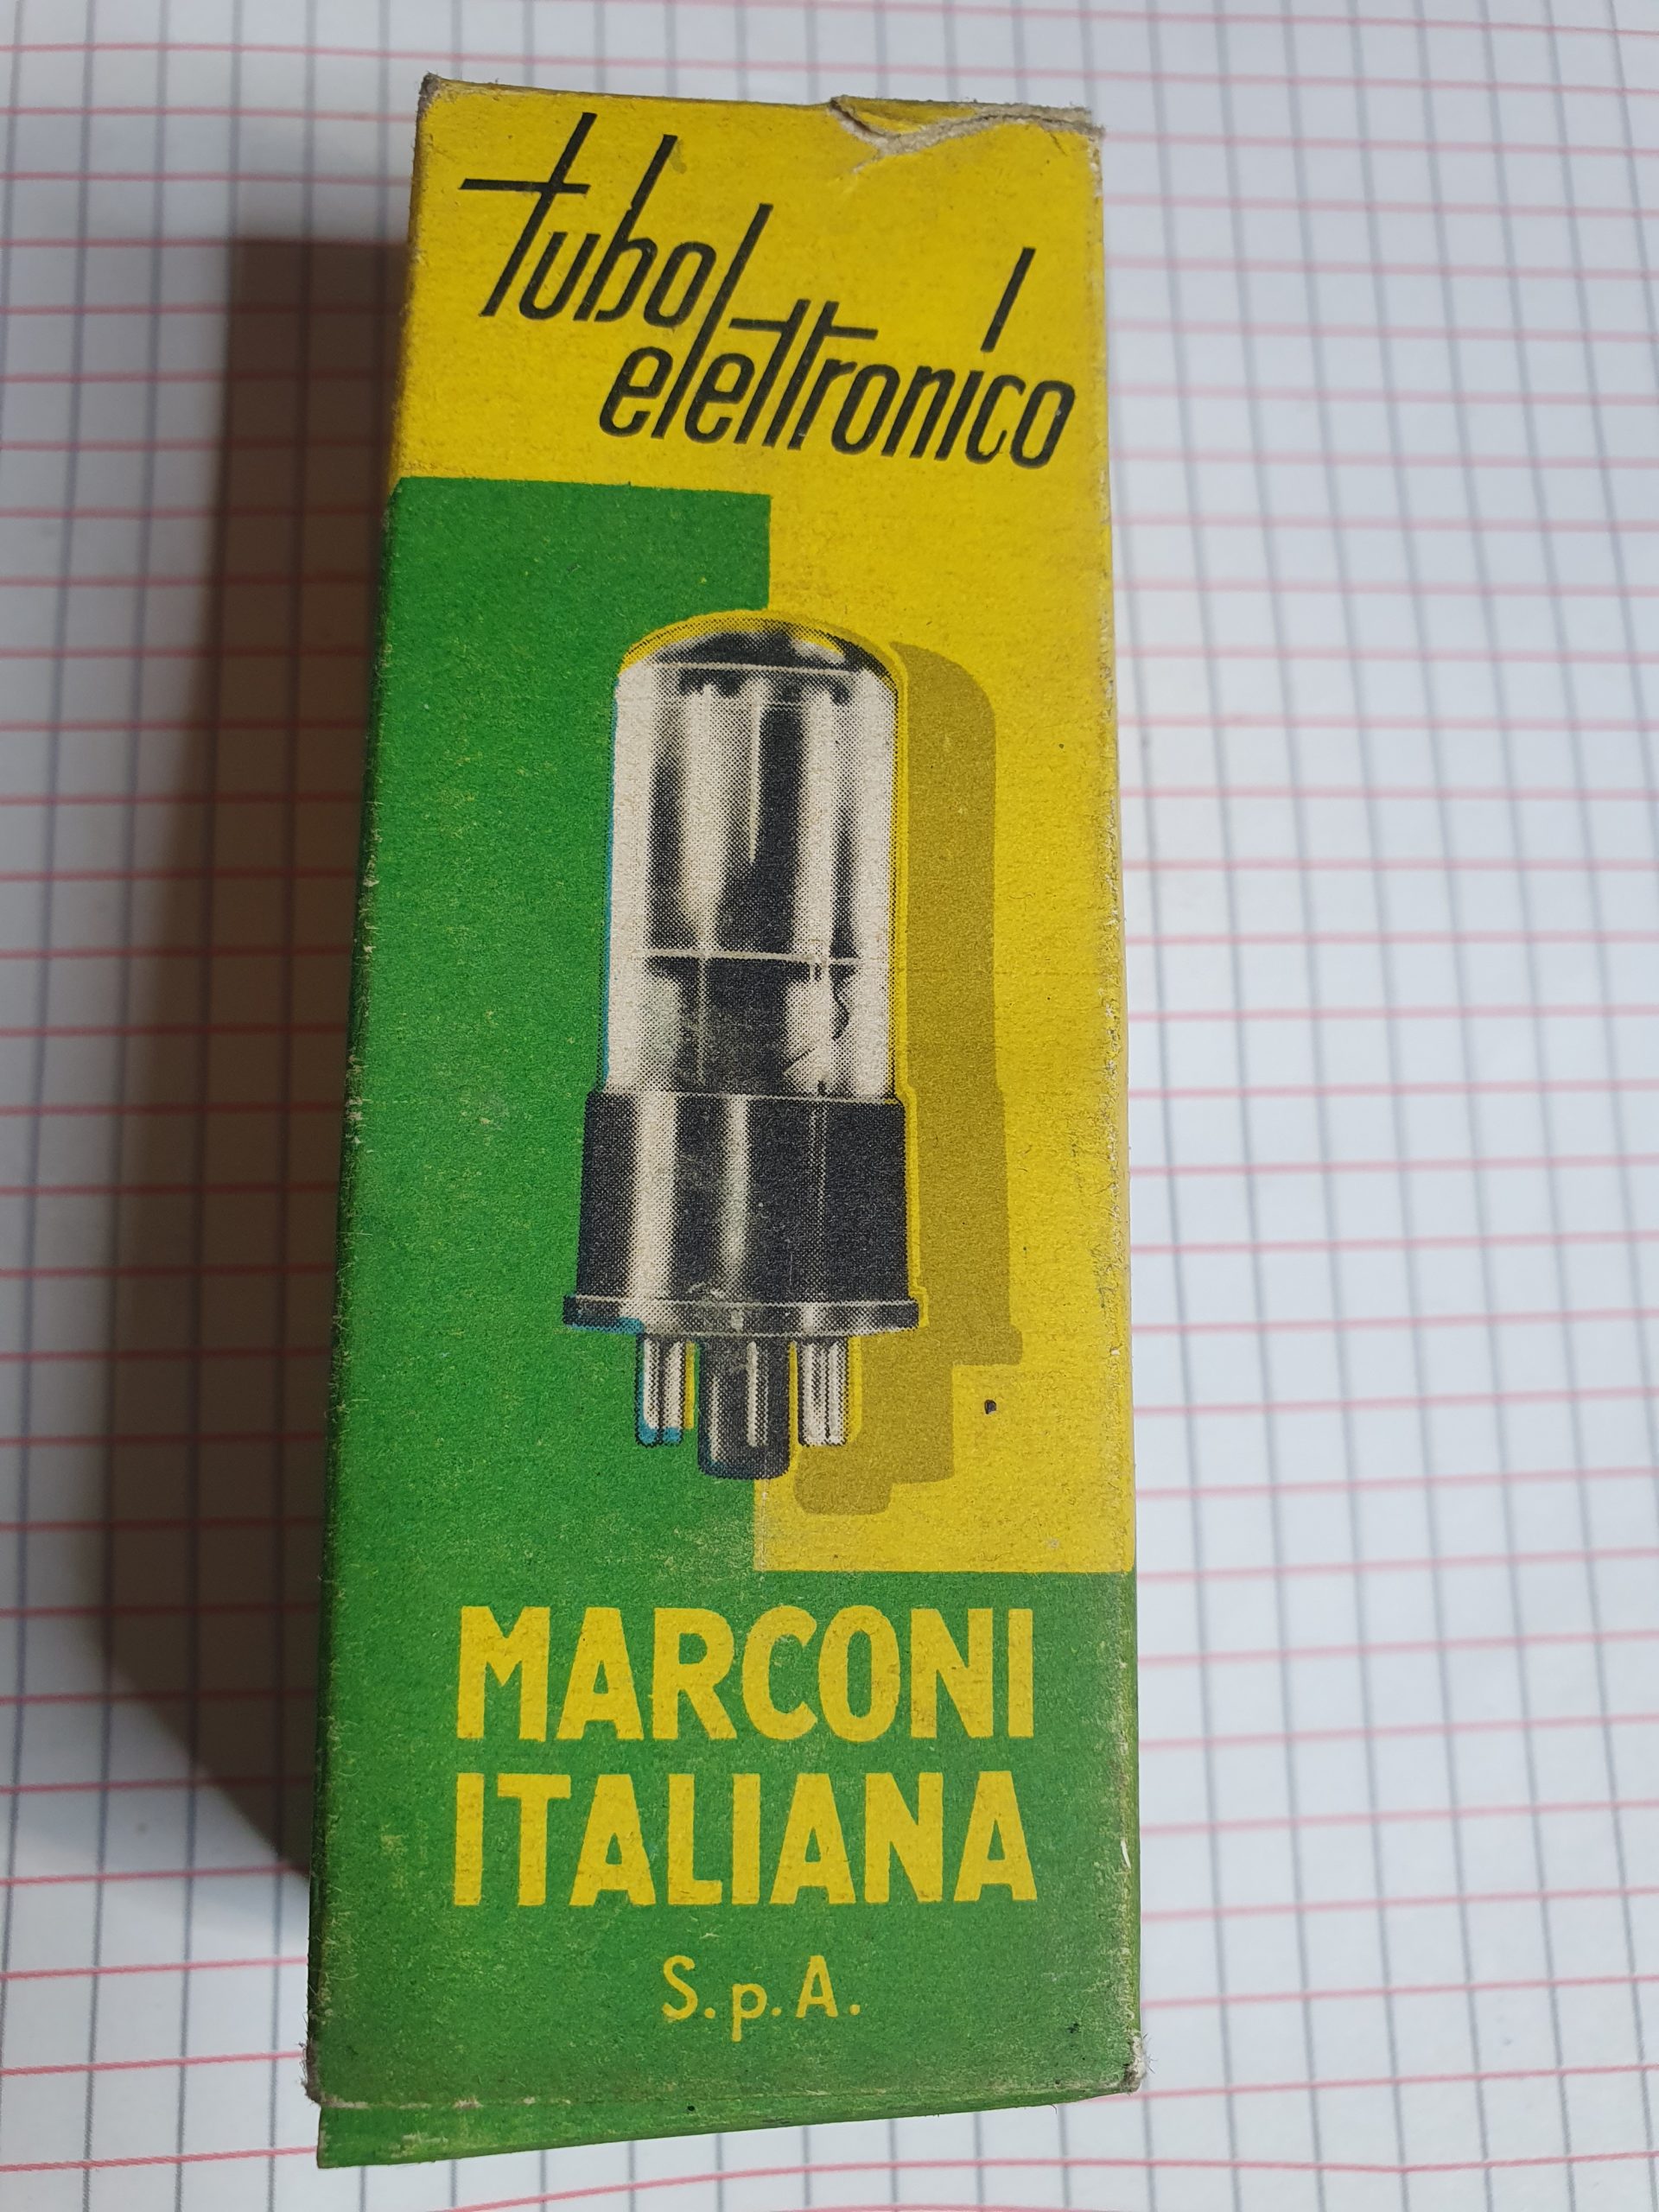 tubo
elettronico
MARCONI
ITALIANA
S.p.A.